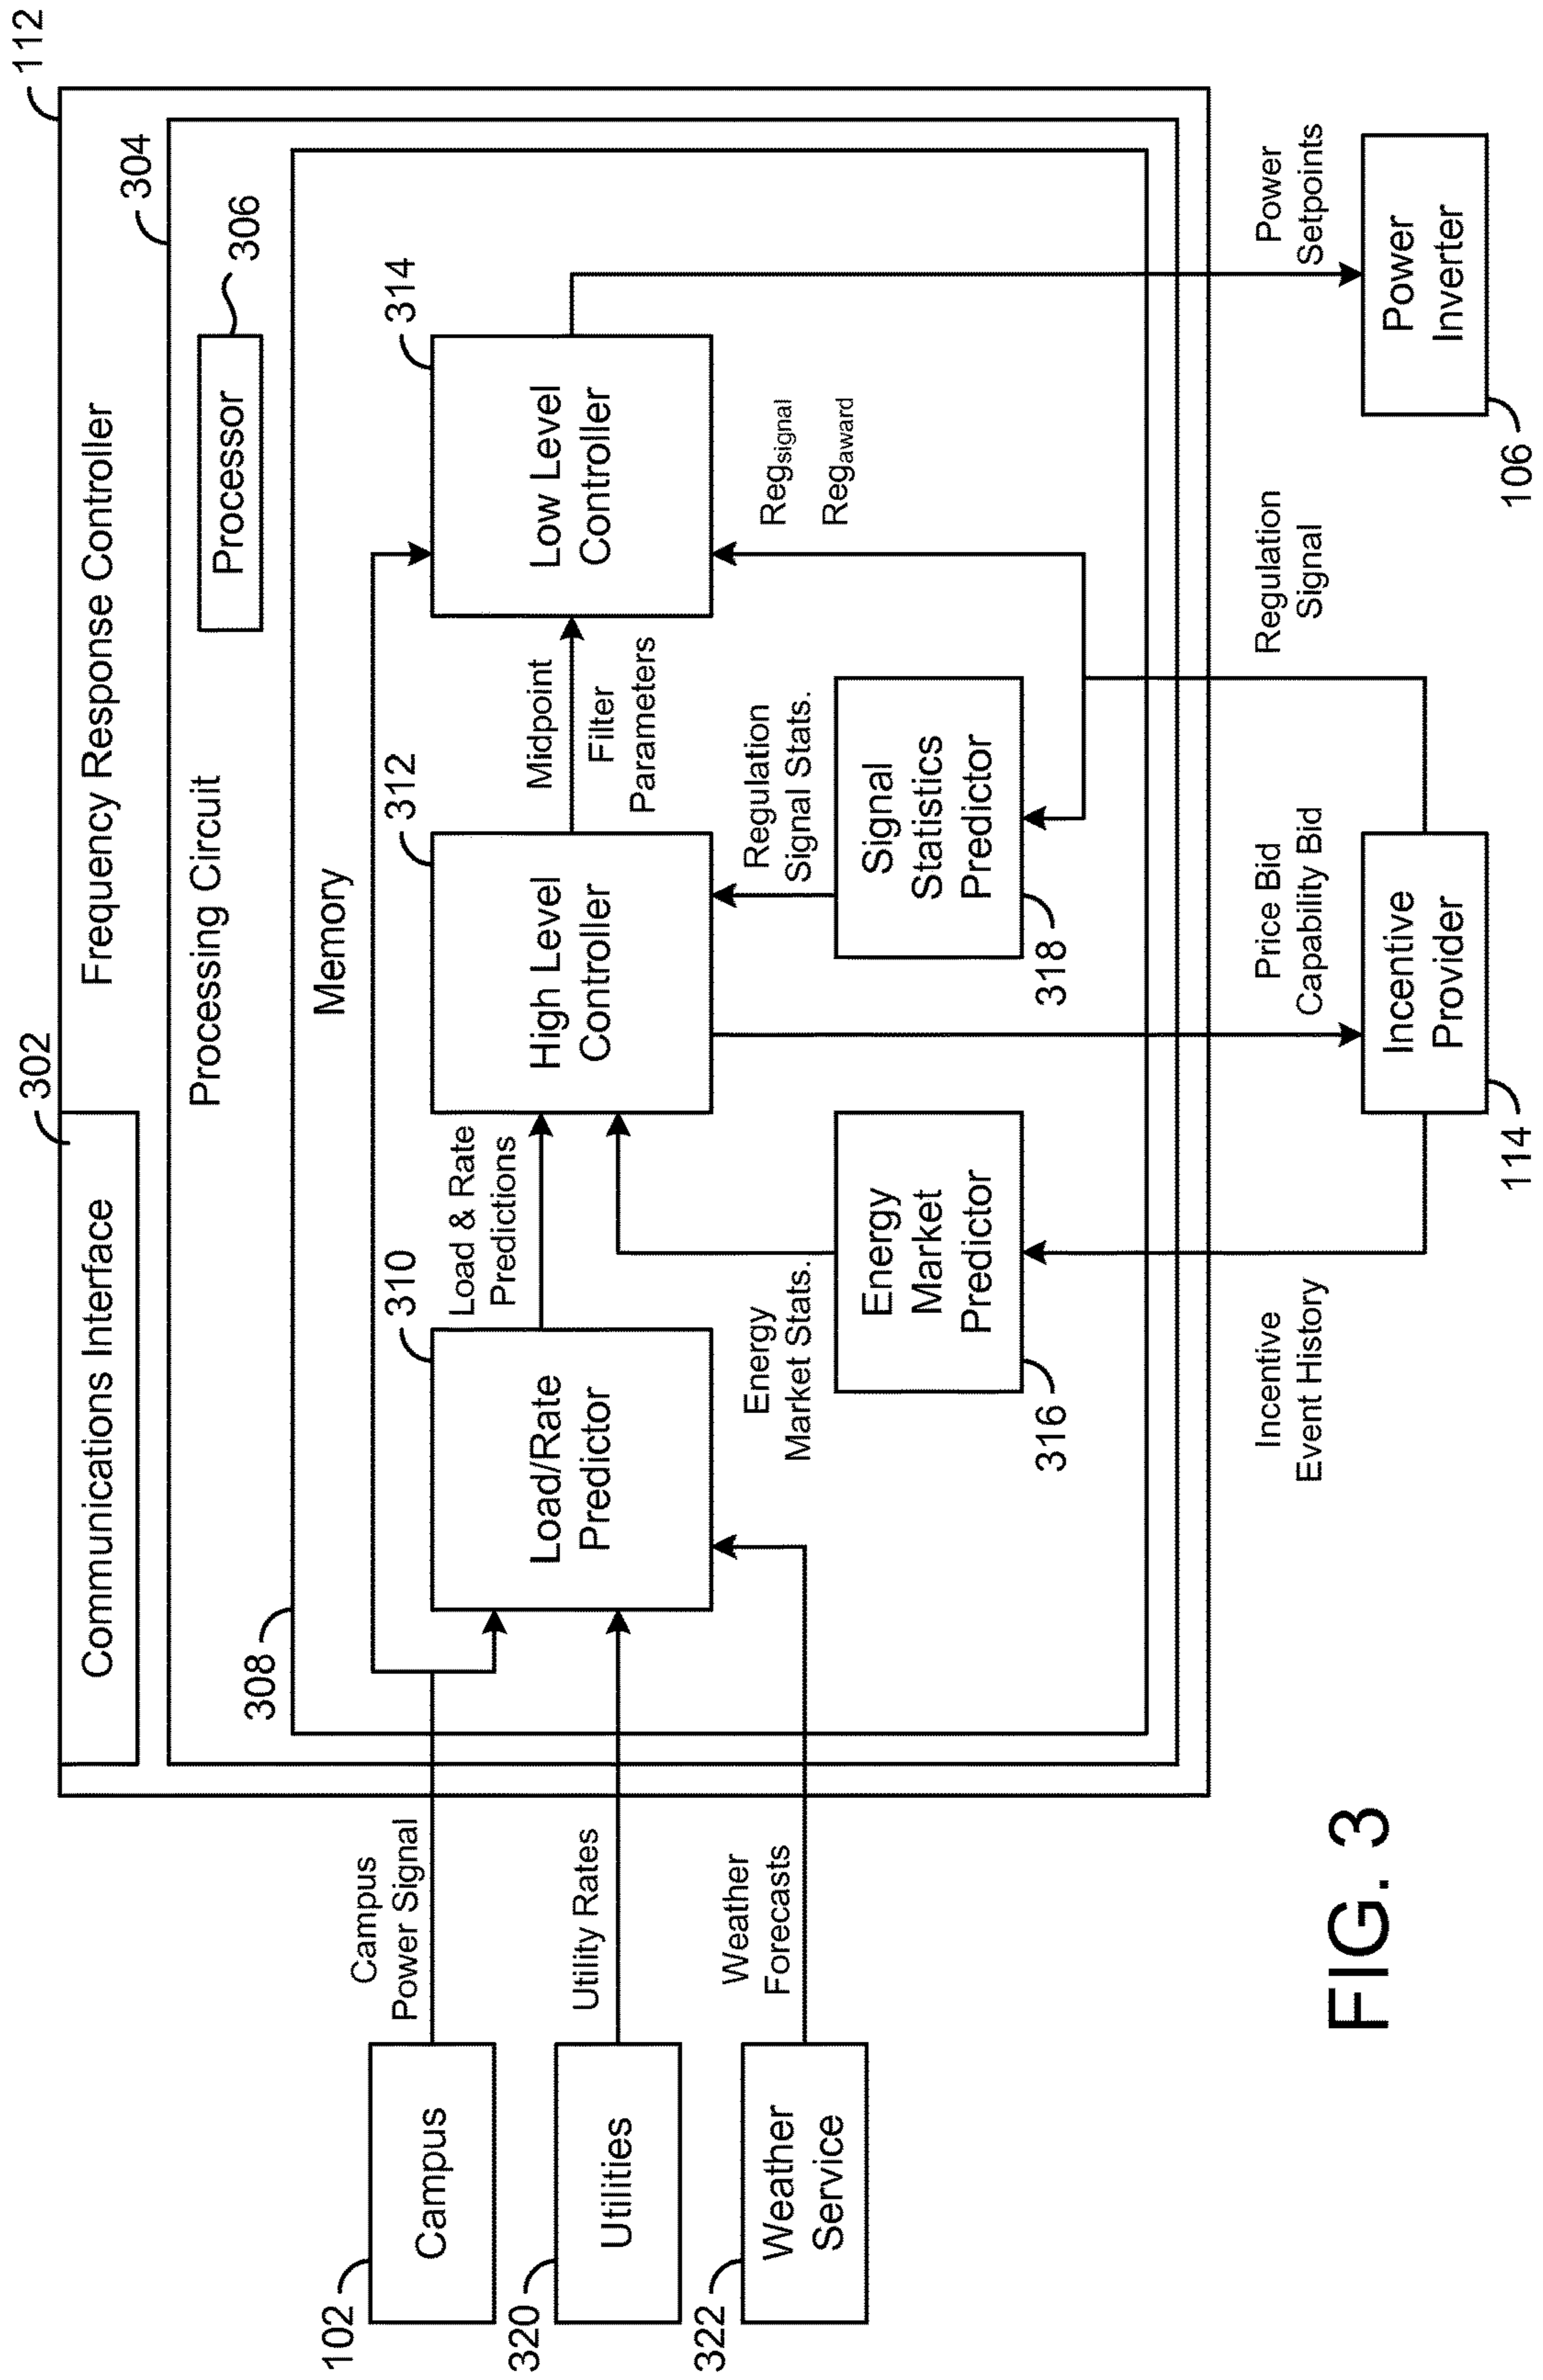 112
Frequency Response Controller
302
Communications Interface
304
Processing Circuit
Processor
306
308
Memory
Campus
Power Signal
102
Campus
Utility Rates
320
Utilities
Weather
Forecasts
322
Weather
Service
310
Load/Rate
Predictor
Load & Rate
Predictions
312
High Level
Controller
Midpoint
Filter
Parameters
314
Low Level
Controller
Regsignal
Regaward
Energy
Market Stats.
Energy
Market
Predictor
316
Regulation
Signal Stats.
Signal
Statistics
Predictor
318
Incentive
Event History
Price Bid
Capability Bid
Regulation
Signal
Power
Setpoints
Incentive
Provider
114
Power
Inverter
106
FIG. 3